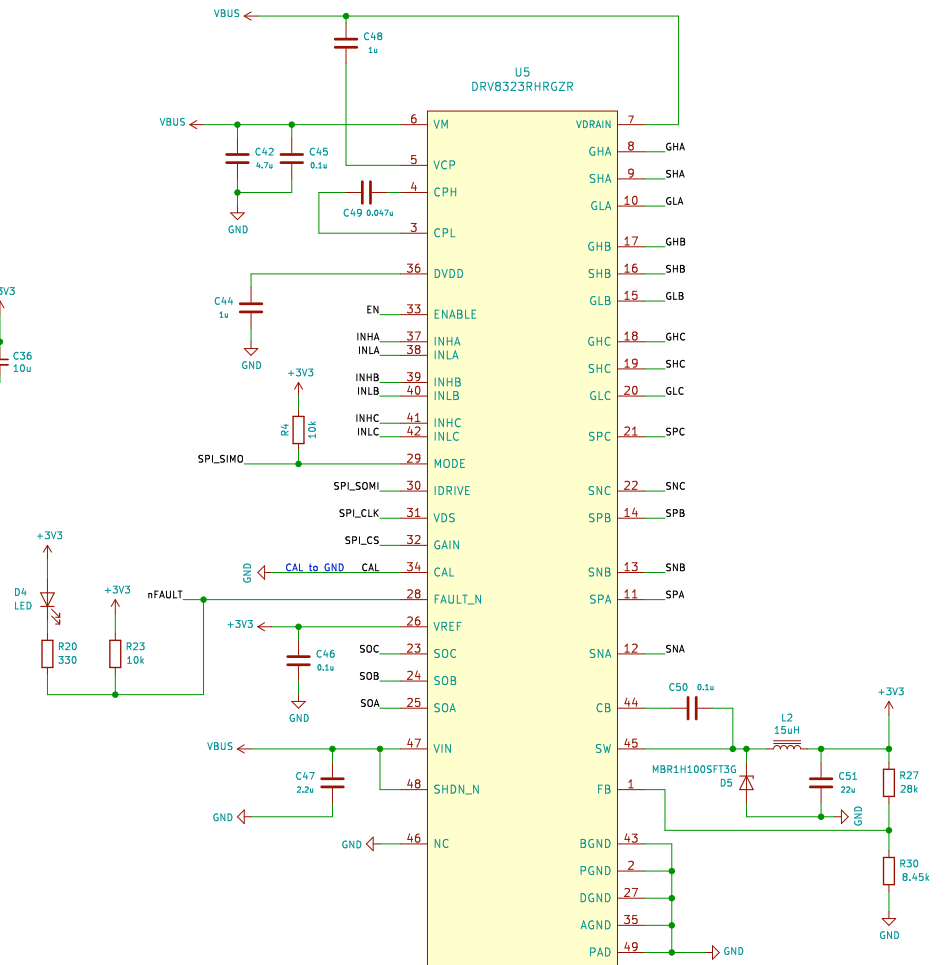 VBUS
C48
1u
U5
DRV8323RHRGZR
VBUS
6
VM
VDRAIN
7
C42
4.7u
C45
0.1u
GHA
8
GHA
5
VCP
SHA
9
SHA
4
CPH
GLA
10
GLA
C49 0.047u
GND
3
CPL
GHB
17
GHB
36
DVDD
SHB
16
SHB
GLB
15
GLB
C44
1u
EN
33
ENABLE
INHA
37
INHA
GHC
18
GHC
INLA
38
INLA
GND
SHC
19
SHC
3V3
C36
10u
+3V3
INHB
39
INHB
INLB
40
INLB
GLC
20
GLC
R4
10k
INHC
41
INHC
INLC
42
INLC
SPC
21
SPC
SPI_SIMO
29
MODE
SPI_SOMI
30
IDRIVE
SNC
22
SNC
SPI_CLK
31
VDS
SPB
14
SPB
SPI_CS
32
GAIN
GND
CAL to GND
CAL
34
CAL
SNB
13
SNB
+3V3
D4
LED
+3V3
nFAULT
28
FAULT_N
SPA
11
SPA
+3V3
26
VREF
R20
330
R23
10k
C46
0.1u
SOC
23
SOC
SNA
12
SNA
SOB
24
SOB
SOA
25
SOA
GND
CB
44
C50 0.1u
+3V3
VBUS
47
VIN
SW
45
L2
15uH
C47
2.2u
48
SHDN_N
FB
1
MBR1H100SFT3G
D5
C51
22u
R27
28k
GND
GND
GND
46
NC
BGND
43
PGND
2
R30
8.45k
DGND
27
AGND
35
GND
PAD
49
GND